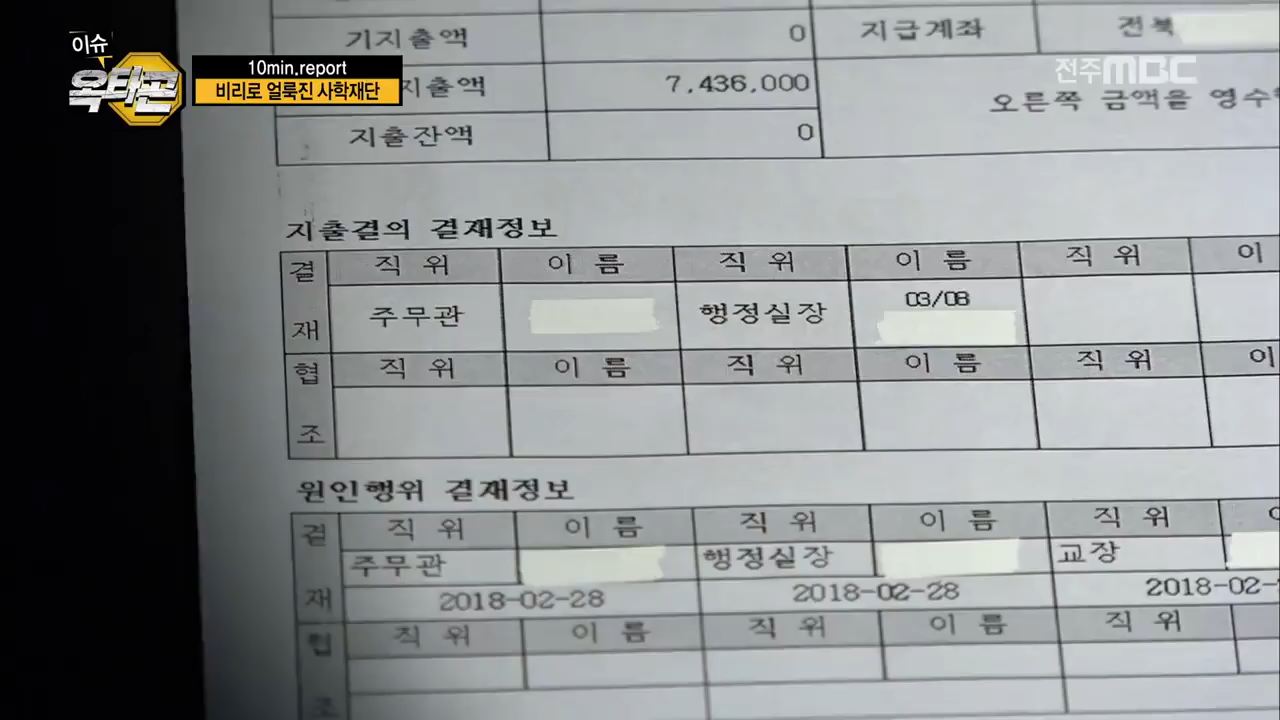 이슈
옥타곤
10min.report
비리로 얼룩진 사학재단
전주MBC
기지출액 0 지급계좌 전북
지출액 7,436,000 오른쪽 금액을 영수
지출잔액 0
지출결의 결재정보
결재 직 위 이 름 직 위 이 름 직 위 이
주무관 행정실장 03/08
협조 직 위 이 름 직 위 이 름 직 위 이
원인행위 결재정보
결재 직 위 이 름 직 위 이 름 직 위
주무관 행정실장 교장
2018-02-28 2018-02-28 2018-02-
협조 직 위 이 름 직 위 이 름 직 위